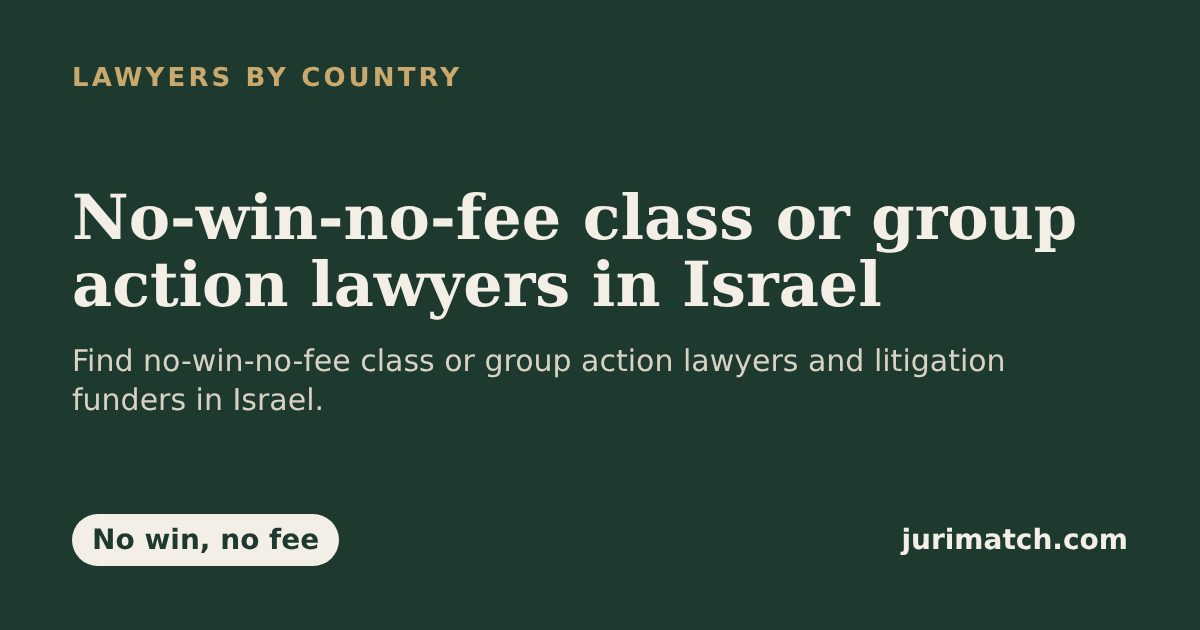 LAWYERS BY COUNTRY
No-win-no-fee class or group
action lawyers in Israel
Find no-win-no-fee class or group action lawyers and litigation
funders in Israel.
No win, no fee
jurimatch.com